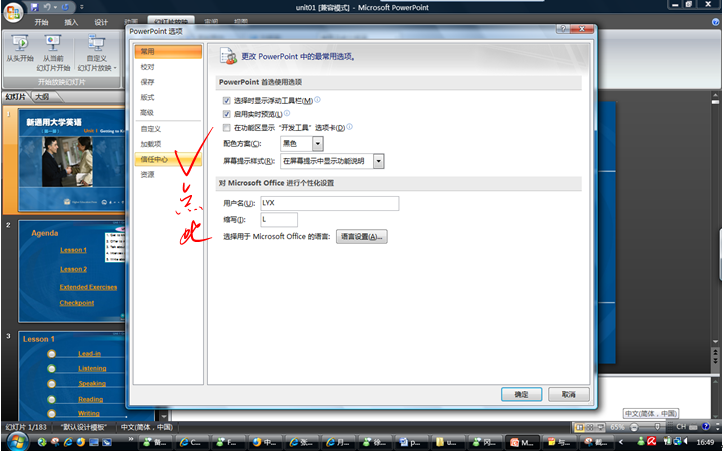 unit01 [兼容模式] - Microsoft PowerPoint
开始 插入 设计 动画 幻灯片放映 审阅 视图
从头开始
从当前幻灯片开始
自定义幻灯片放映
开始放映幻灯片
幻灯片 大纲
1
新通用大学英语
2
Agenda
Lesson 1
Lesson 2
Extended Exercises
Checkpoint
3
Lesson 1
Lead-in
Listening
Speaking
Reading
Writing
PowerPoint 选项
常用
校对
保存
版式
高级
自定义
加载项
信任中心
资源
点
此
更改 PowerPoint 中的最常用选项。
PowerPoint 首选使用选项
选择时显示浮动工具栏(M)
启用实时预览(L)
在功能区显示“开发工具”选项卡(D)
配色方案(C): 黑色
屏幕提示样式(R): 在屏幕提示中显示功能说明
对 Microsoft Office 进行个性化设置
用户名(U): LYX
缩写(I): L
选择用于 Microsoft Office 的语言: 语言设置(A)...
确定 取消
中文(简体，中国)
幻灯片 1/183 “默认设计模板” 中文(简体，中国) 65% CH
备... C... F... 中... 张... 月... 徐... p... u... 冈... M... 与... 截... 16:49